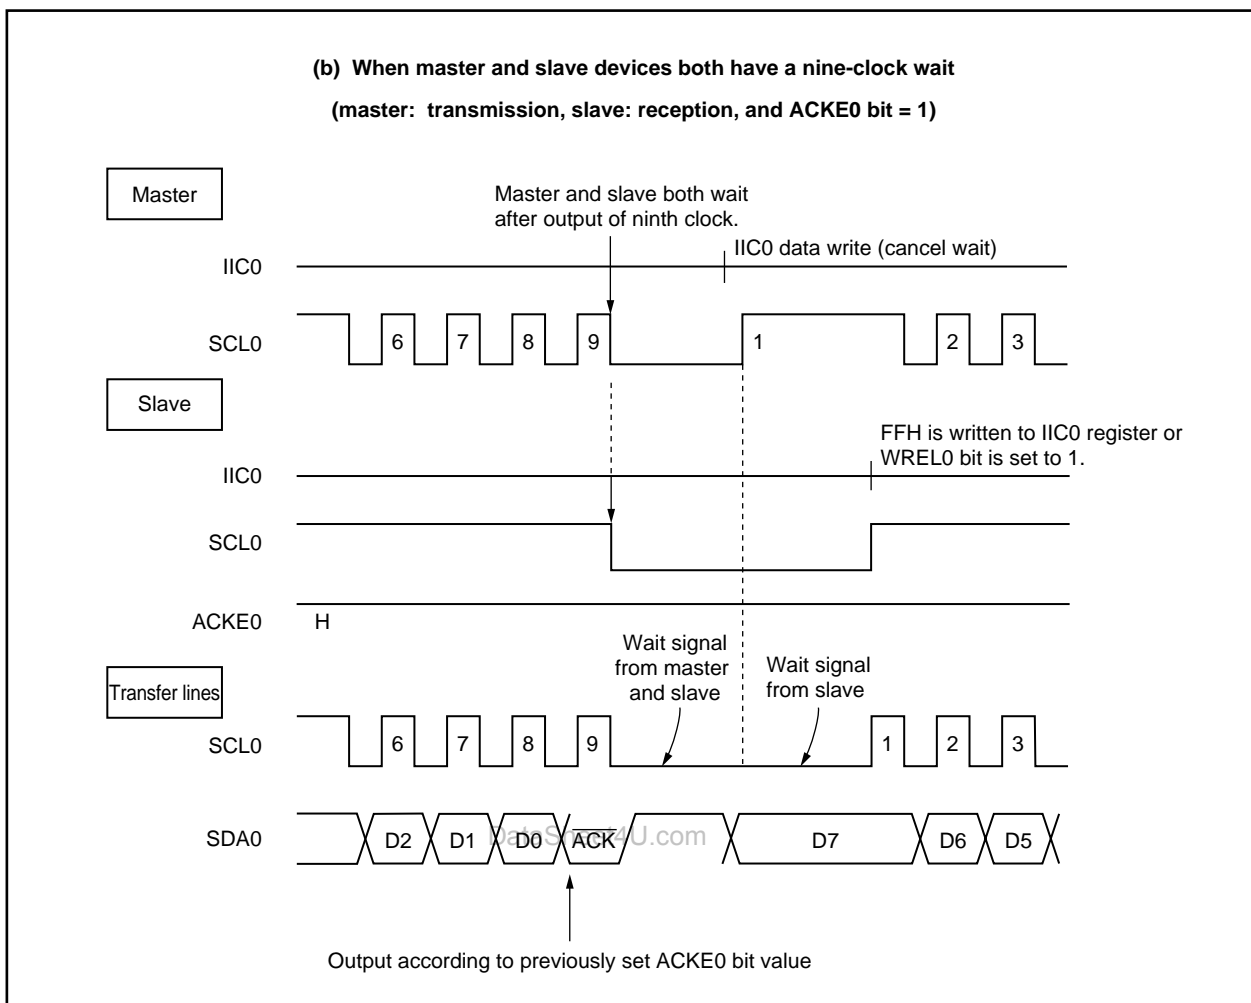 (b) When master and slave devices both have a nine-clock wait
(master: transmission, slave: reception, and ACKE0 bit = 1)
Master
Master and slave both wait
after output of ninth clock.
IIC0 data write (cancel wait)
IIC0
SCL0
6 7 8 9 1 2 3
Slave
FFH is written to IIC0 register or
WREL0 bit is set to 1.
IIC0
SCL0
ACKE0 H
Wait signal
from master
and slave
Wait signal
from slave
Transfer lines
SCL0
6 7 8 9 1 2 3
SDA0
D2 D1 D0 ACK D7 D6 D5
DataSheet4U.com
Output according to previously set ACKE0 bit value